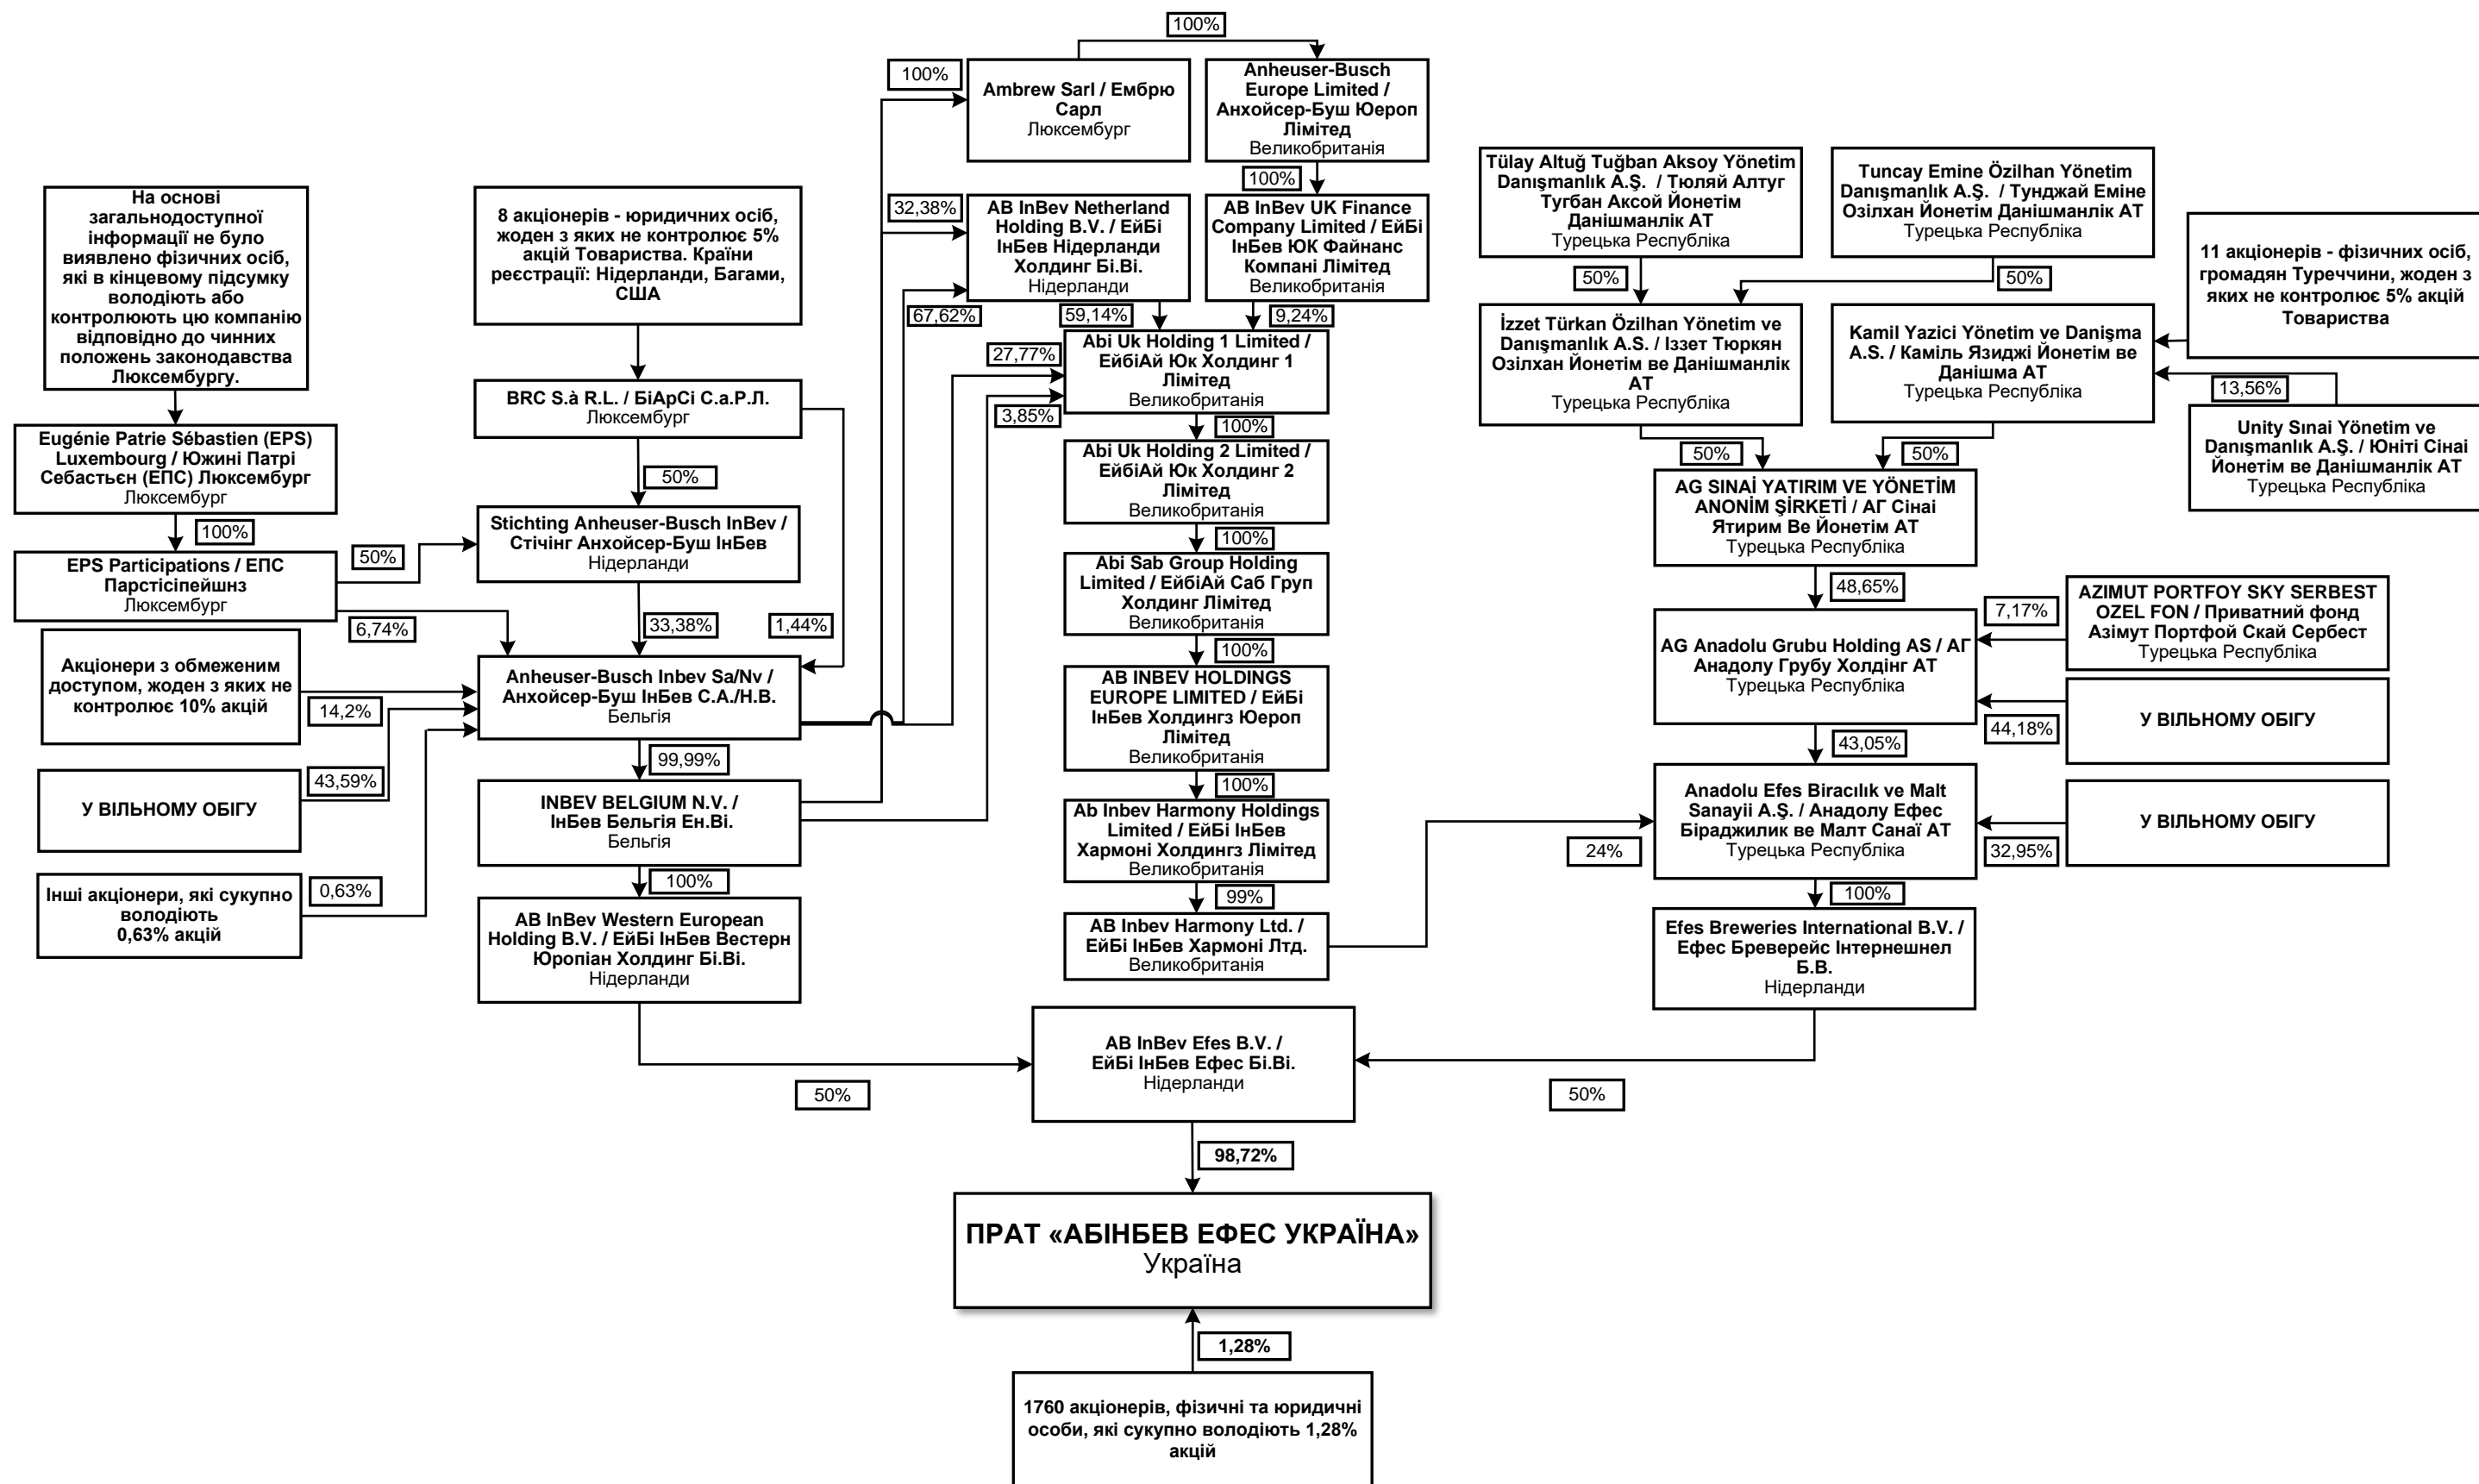 100%
100%
Ambrew Sarl / Ембрю
Сарл
Люксембург
Anheuser-Busch
Europe Limited /
Анхойсер-Буш Юероп
Лімітед
Великобританія
100%
На основі
загальнодоступної
інформації не було
виявлено фізичних осіб,
які в кінцевому підсумку
володіють або
контролюють цю компанію
відповідно до чинних
положень законодавства
Люксембургу.
8 акціонерів - юридичних осіб,
жоден з яких не контролює 5%
акцій Товариства. Країни
реєстрації: Нідерланди, Багами,
США
32,38%
AB InBev Netherland
Holding B.V. / ЕйБі
ІнБев Нідерланди
Холдинг Бі.Ві.
Нідерланди
AB InBev UK Finance
Company Limited / ЕйБі
ІнБев ЮК Файнанс
Компані Лімітед
Великобританія
Tülay Altuğ Tuğban Aksoy Yönetim
Danışmanlık A.Ş. / Тюляй Алтуг
Тугбан Аксой Йонетім
Данішманлік АТ
Турецька Республіка
Tuncay Emine Özilhan Yönetim
Danışmanlık A.Ş. / Тунджай Еміне
Озілхан Йонетім Данішманлік АТ
Турецька Республіка
11 акціонерів - фізичних осіб,
громадян Туреччини, жоден з
яких не контролює 5% акцій
Товариства
50%
50%
67,62%
59,14%
9,24%
27,77%
Abi Uk Holding 1 Limited /
ЕйбіАй Юк Холдинг 1
Лімітед
Великобританія
İzzet Türkan Özilhan Yönetim ve
Danışmanlık A.S. / Іззет Тюркян
Озілхан Йонетім ве Данішманлік
АТ
Турецька Республіка
Kamil Yazici Yönetim ve Danişma
A.S. / Каміль Язиджі Йонетім ве
Данішма АТ
Турецька Республіка
13,56%
BRC S.à R.L. / БіАрСі С.а.Р.Л.
Люксембург
3,85%
100%
Eugénie Patrie Sébastien (EPS)
Luxembourg / Южині Патрі
Себастьєн (ЕПС) Люксембург
Люксембург
50%
Abi Uk Holding 2 Limited /
ЕйбіАй Юк Холдинг 2
Лімітед
Великобританія
50%
50%
Unity Sınai Yönetim ve
Danışmanlık A.Ş. / Юніті Сінаі
Йонетім ве Данішманлік АТ
Турецька Республіка
AG SINAİ YATIRIM VE YÖNETİM
ANONİM ŞİRKETİ / АГ Сінаі
Ятирим Ве Йонетім АТ
Турецька Республіка
100%
50%
Stichting Anheuser-Busch InBev /
Стічінг Анхойсер-Буш ІнБев
Нідерланди
100%
EPS Participations / ЕПС
Парстісіпейшнз
Люксембург
Abi Sab Group Holding
Limited / ЕйбіАй Саб Груп
Холдинг Лімітед
Великобританія
48,65%
7,17%
AZIMUT PORTFOY SKY SERBEST
OZEL FON / Приватний фонд
Азімут Портфой Скай Сербест
Турецька Республіка
6,74%
33,38%
1,44%
100%
Акціонери з обмеженим
доступом, жоден з яких не
контролює 10% акцій
14,2%
Anheuser-Busch Inbev Sa/Nv /
Анхойсер-Буш ІнБев С.А./Н.В.
Бельгія
AB INBEV HOLDINGS
EUROPE LIMITED / ЕйБі
ІнБев Холдингз Юероп
Лімітед
Великобританія
AG Anadolu Grubu Holding AS / АГ
Анадолу Грубу Холдінг АТ
Турецька Республіка
44,18%
У ВІЛЬНОМУ ОБІГУ
43,05%
99,99%
43,59%
100%
У ВІЛЬНОМУ ОБІГУ
INBEV BELGIUM N.V. /
ІнБев Бельгія Ен.Ві.
Бельгія
Ab Inbev Harmony Holdings
Limited / ЕйБі ІнБев
Хармоні Холдингз Лімітед
Великобританія
24%
Anadolu Efes Biracılık ve Malt
Sanayii A.Ş. / Анадолу Ефес
Біраджилик ве Малт Санаї АТ
Турецька Республіка
32,95%
У ВІЛЬНОМУ ОБІГУ
0,63%
100%
99%
100%
Інші акціонери, які сукупно
володіють
0,63% акцій
AB InBev Western European
Holding B.V. / ЕйБі ІнБев Вестерн
Юропіан Холдинг Бі.Ві.
Нідерланди
AB Inbev Harmony Ltd. /
ЕйБі ІнБев Хармоні Лтд.
Великобританія
Efes Breweries International B.V. /
Ефес Бреверейс Інтернешнел
Б.В.
Нідерланди
AB InBev Efes B.V. /
ЕйБі ІнБев Ефес Бі.Ві.
Нідерланди
50%
50%
98,72%
ПРАТ «АБІНБЕВ ЕФЕС УКРАЇНА»
Україна
1,28%
1760 акціонерів, фізичні та юридичні
особи, які сукупно володіють 1,28%
акцій